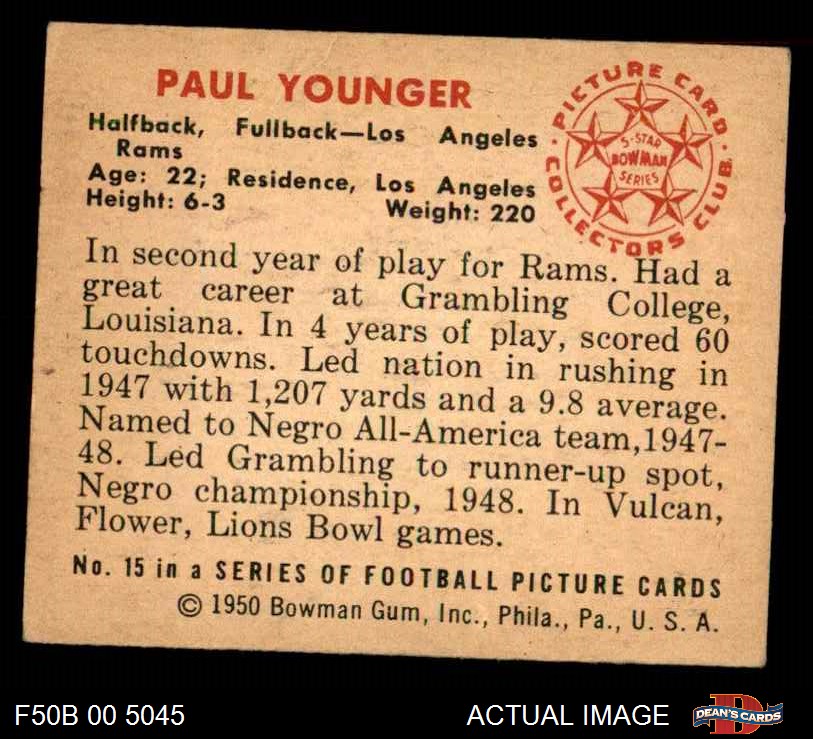 PAUL YOUNGER
Halfback, Fullback—Los Angeles
Rams
Age: 22; Residence, Los Angeles
Height: 6-3 Weight: 220
PICTURE CARD
COLLECTORS CLUB
5-STAR
BOWMAN
SERIES
In second year of play for Rams. Had a
great career at Grambling College,
Louisiana. In 4 years of play, scored 60
touchdowns. Led nation in rushing in
1947 with 1,207 yards and a 9.8 average.
Named to Negro All-America team,1947-
48. Led Grambling to runner-up spot,
Negro championship, 1948. In Vulcan,
Flower, Lions Bowl games.
No. 15 in a SERIES OF FOOTBALL PICTURE CARDS
© 1950 Bowman Gum, Inc., Phila., Pa., U. S. A.
F50B 00 5045
ACTUAL IMAGE
DEAN'S CARDS